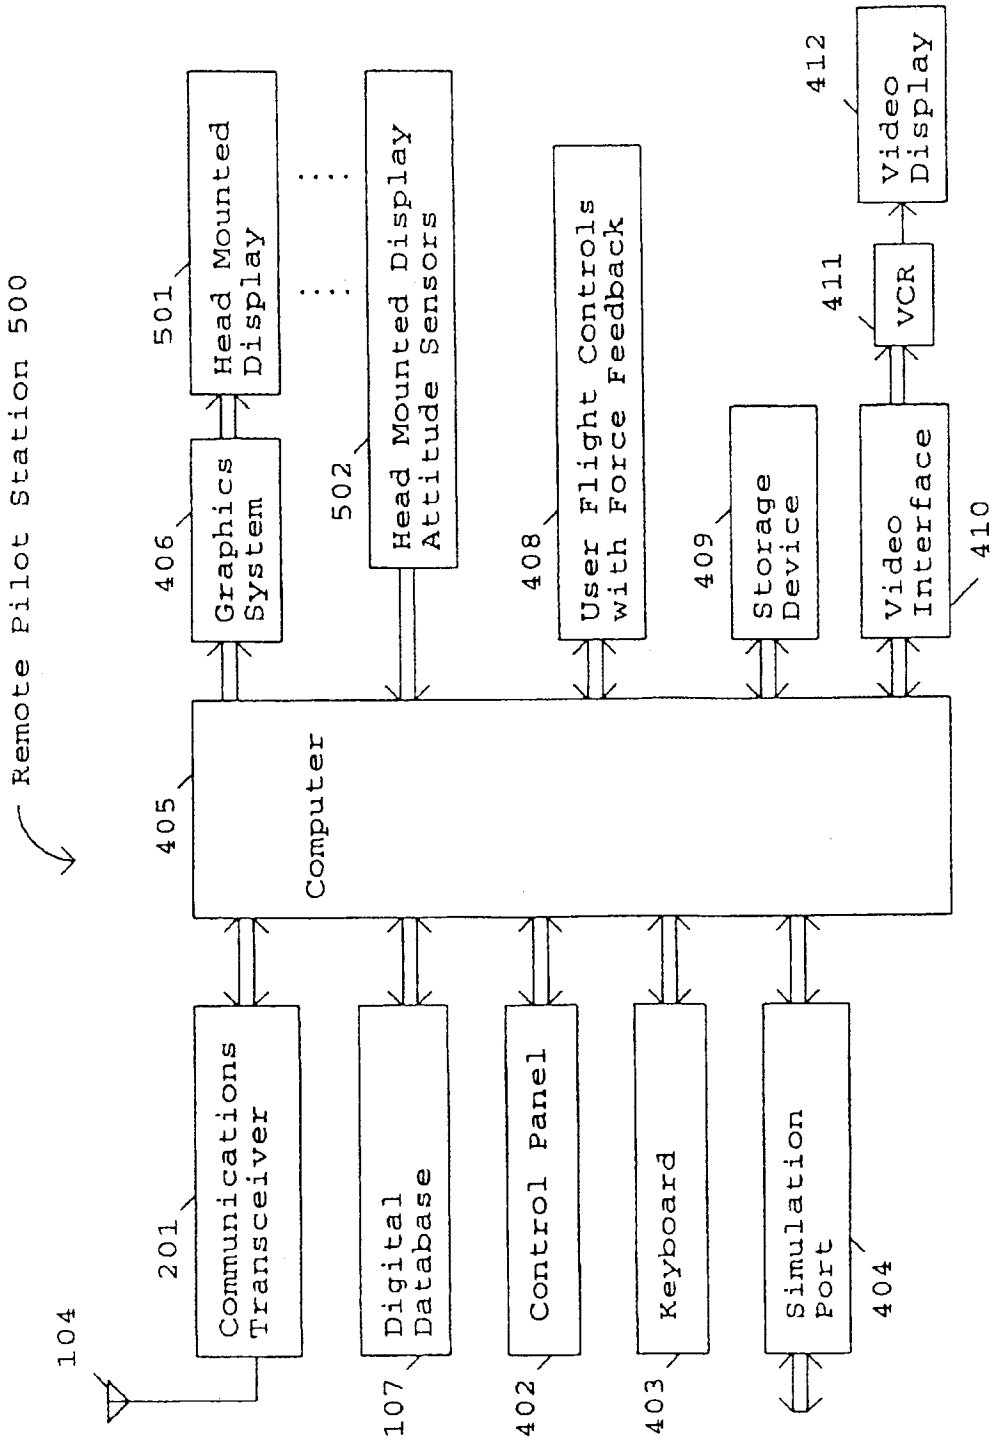 Remote Pilot Station 500
104
201
Communications
Transceiver
107
Digital
Database
402
Control Panel
403
Keyboard
404
Simulation
Port
405
Computer
406
Graphics
System
501
Head Mounted
Display
502
Head Mounted Display
Attitude Sensors
408
User Flight Controls
with Force Feedback
409
Storage
Device
410
Video
Interface
411
VCR
412
Video
Display